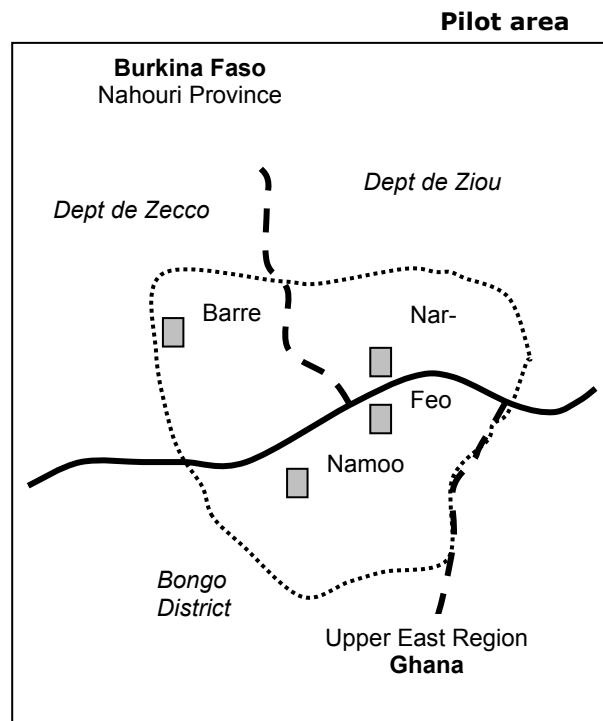 Pilot area
Burkina Faso
Nahouri Province
Dept de Ziou
Dept de Zecco
Barre
Nar-
Feo
Namoo
Bongo
District
Upper East Region
Ghana